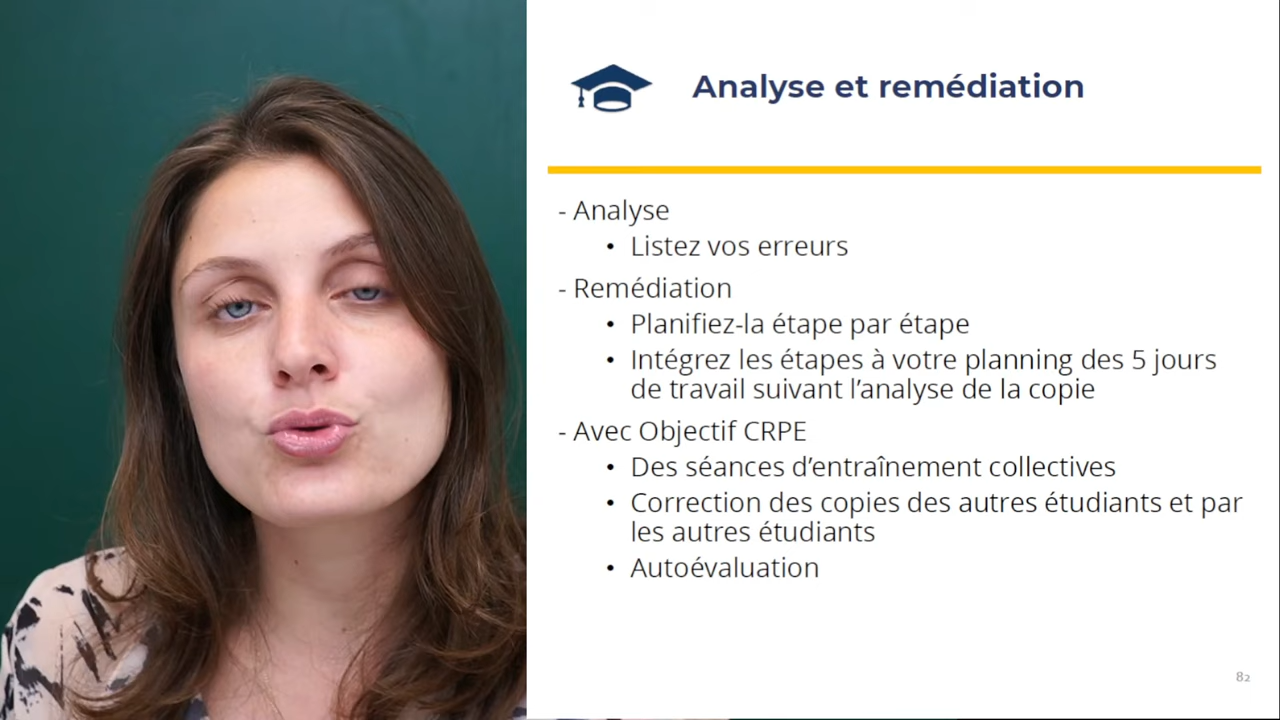 Analyse et remédiation
- Analyse
• Listez vos erreurs
- Remédiation
• Planifiez-la étape par étape
• Intégrez les étapes à votre planning des 5 jours
de travail suivant l’analyse de la copie
- Avec Objectif CRPE
• Des séances d’entraînement collectives
• Correction des copies des autres étudiants et par
les autres étudiants
• Autoévaluation
82